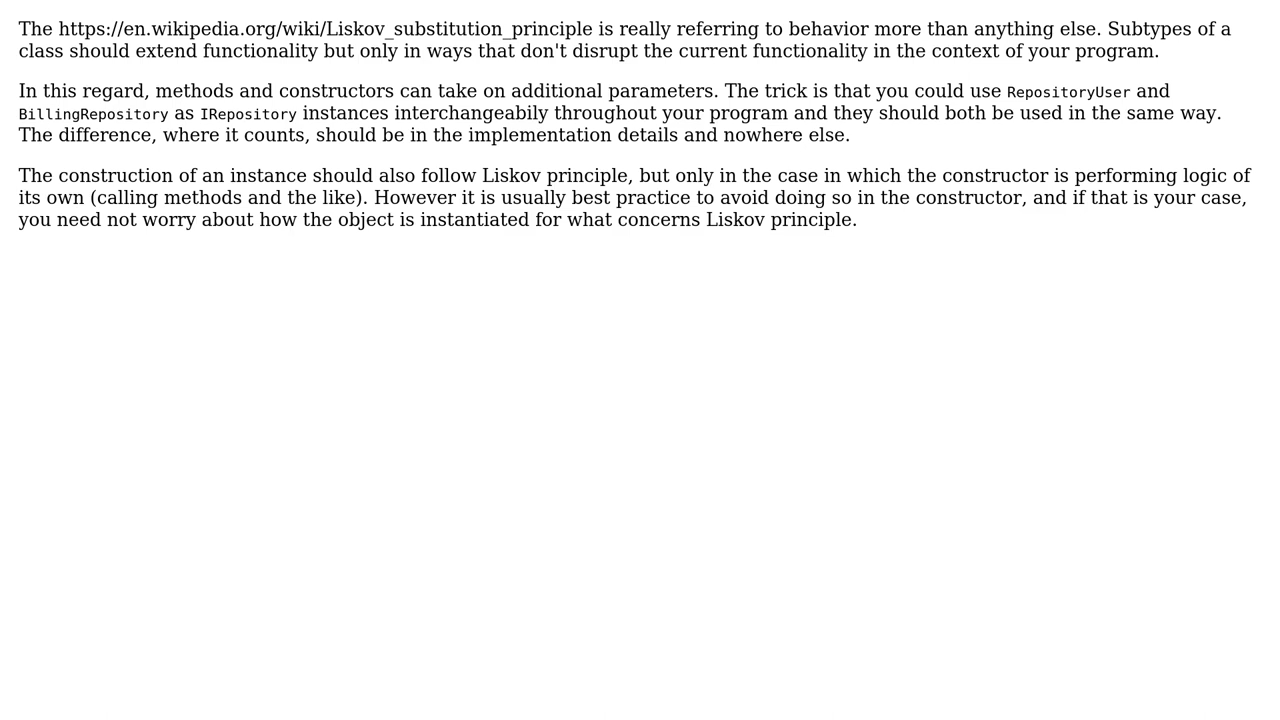 The https://en.wikipedia.org/wiki/Liskov_substitution_principle is really referring to behavior more than anything else. Subtypes of a
class should extend functionality but only in ways that don't disrupt the current functionality in the context of your program.
In this regard, methods and constructors can take on additional parameters. The trick is that you could use RepositoryUser and
BillingRepository as IRepository instances interchangeabily throughout your program and they should both be used in the same way.
The difference, where it counts, should be in the implementation details and nowhere else.
The construction of an instance should also follow Liskov principle, but only in the case in which the constructor is performing logic of
its own (calling methods and the like). However it is usually best practice to avoid doing so in the constructor, and if that is your case,
you need not worry about how the object is instantiated for what concerns Liskov principle.